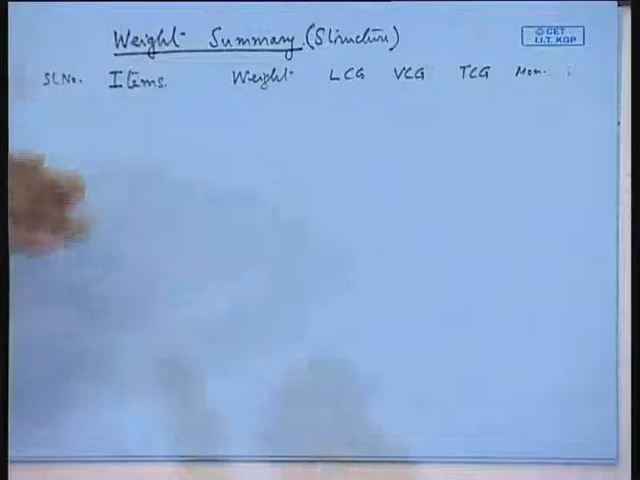 Weight Summary (Structure)
© CET
I.I.T. KGP
Sl.No. Items. Weight LCG VCG TCG Mom. :